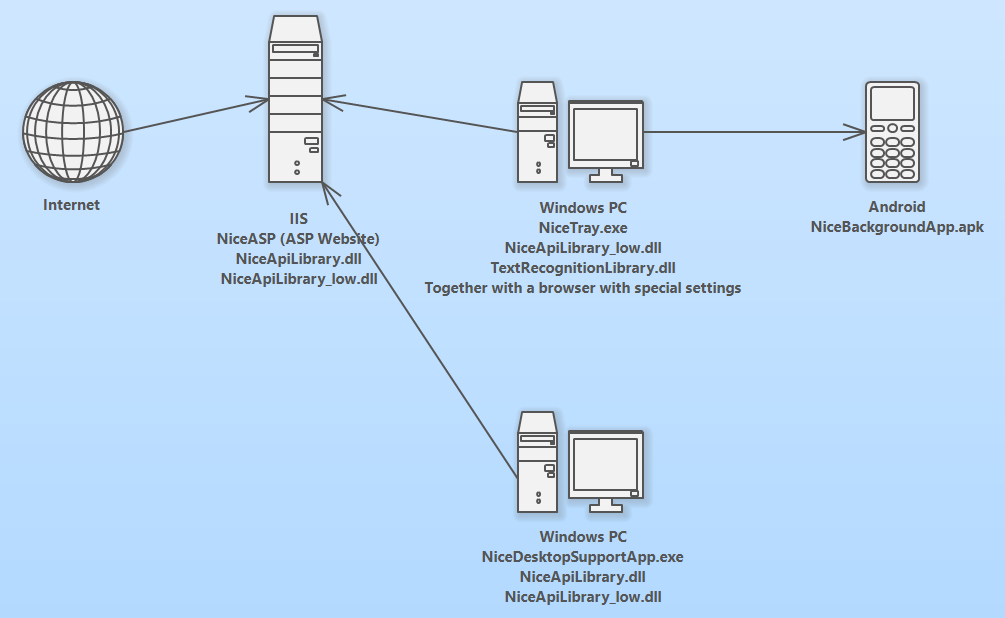 Internet
IIS
NiceASP (ASP Website)
NiceApiLibrary.dll
NiceApiLibrary_low.dll
Windows PC
NiceTray.exe
NiceApiLibrary_low.dll
TextRecognitionLibrary.dll
Together with a browser with special settings
Android
NiceBackgroundApp.apk
Windows PC
NiceDesktopSupportApp.exe
NiceApiLibrary.dll
NiceApiLibrary_low.dll